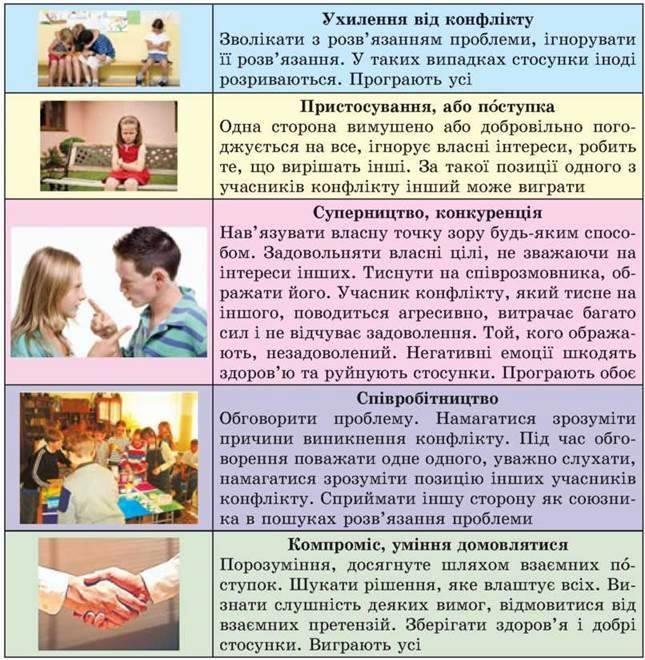 Ухилення від конфлікту
Зволікати з розв'язанням проблеми, ігнорувати
її розв'язання. У таких випадках стосунки іноді
розриваються. Програють усі
Пристосування, або по́ступка
Одна сторона вимушено або добровільно пого-
джується на все, ігнорує власні інтереси, робить
те, що вирішать інші. За такої позиції одного з
учасників конфлікту інший може виграти
Суперництво, конкуренція
Нав'язувати власну точку зору будь-яким спосо-
бом. Задовольняти власні цілі, не зважаючи на
інтереси інших. Тиснути на співрозмовника, об-
ражати його. Учасник конфлікту, який тисне на
іншого, поводиться агресивно, витрачає багато
сил і не відчуває задоволення. Той, кого ображa-
ють, незадоволений. Негативні емоції шкодять
здоров'ю та руйнують стосунки. Програють обоє
Співробітництво
Обговорити проблему. Намагатися зрозуміти
причини виникнення конфлікту. Під час обго-
ворення поважати одне одного, уважно слухати,
намагатися зрозуміти позицію інших учасників
конфлікту. Сприймати іншу сторону як союзни-
ка в пошуках розв'язання проблеми
Компроміс, уміння домовлятися
Порозуміння, досягнуте шляхом взаємних по́-
ступок. Шукати рішення, яке влаштує всіх. Ви-
знати слушність деяких вимог, відмовитися від
взаємних претензій. Зберігати здоров'я і добрі
стосунки. Виграють усі